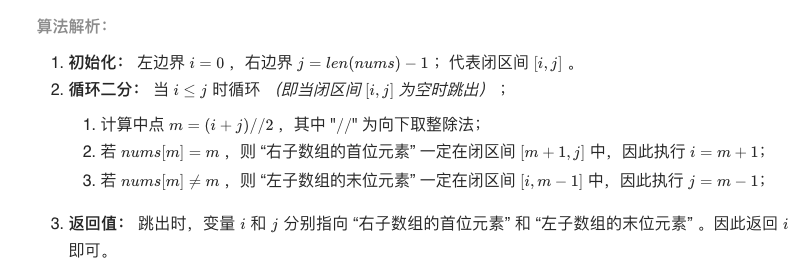 算法解析：
1. 初始化： 左边界 i = 0 ，右边界 j = len(nums) − 1 ；代表闭区间 [i, j] 。
2. 循环二分： 当 i ≤ j 时循环 （即当闭区间 [i, j] 为空时跳出） ；
1. 计算中点 m = (i + j)//2 ，其中 "//" 为向下取整除法；
2. 若 nums[m] = m ，则 “右子数组的首位元素” 一定在闭区间 [m + 1, j] 中，因此执行 i = m + 1；
3. 若 nums[m] ≠ m ，则 “左子数组的末位元素” 一定在闭区间 [i, m − 1] 中，因此执行 j = m − 1；
3. 返回值： 跳出时，变量 i 和 j 分别指向 “右子数组的首位元素” 和 “左子数组的末位元素” 。因此返回 i
即可。